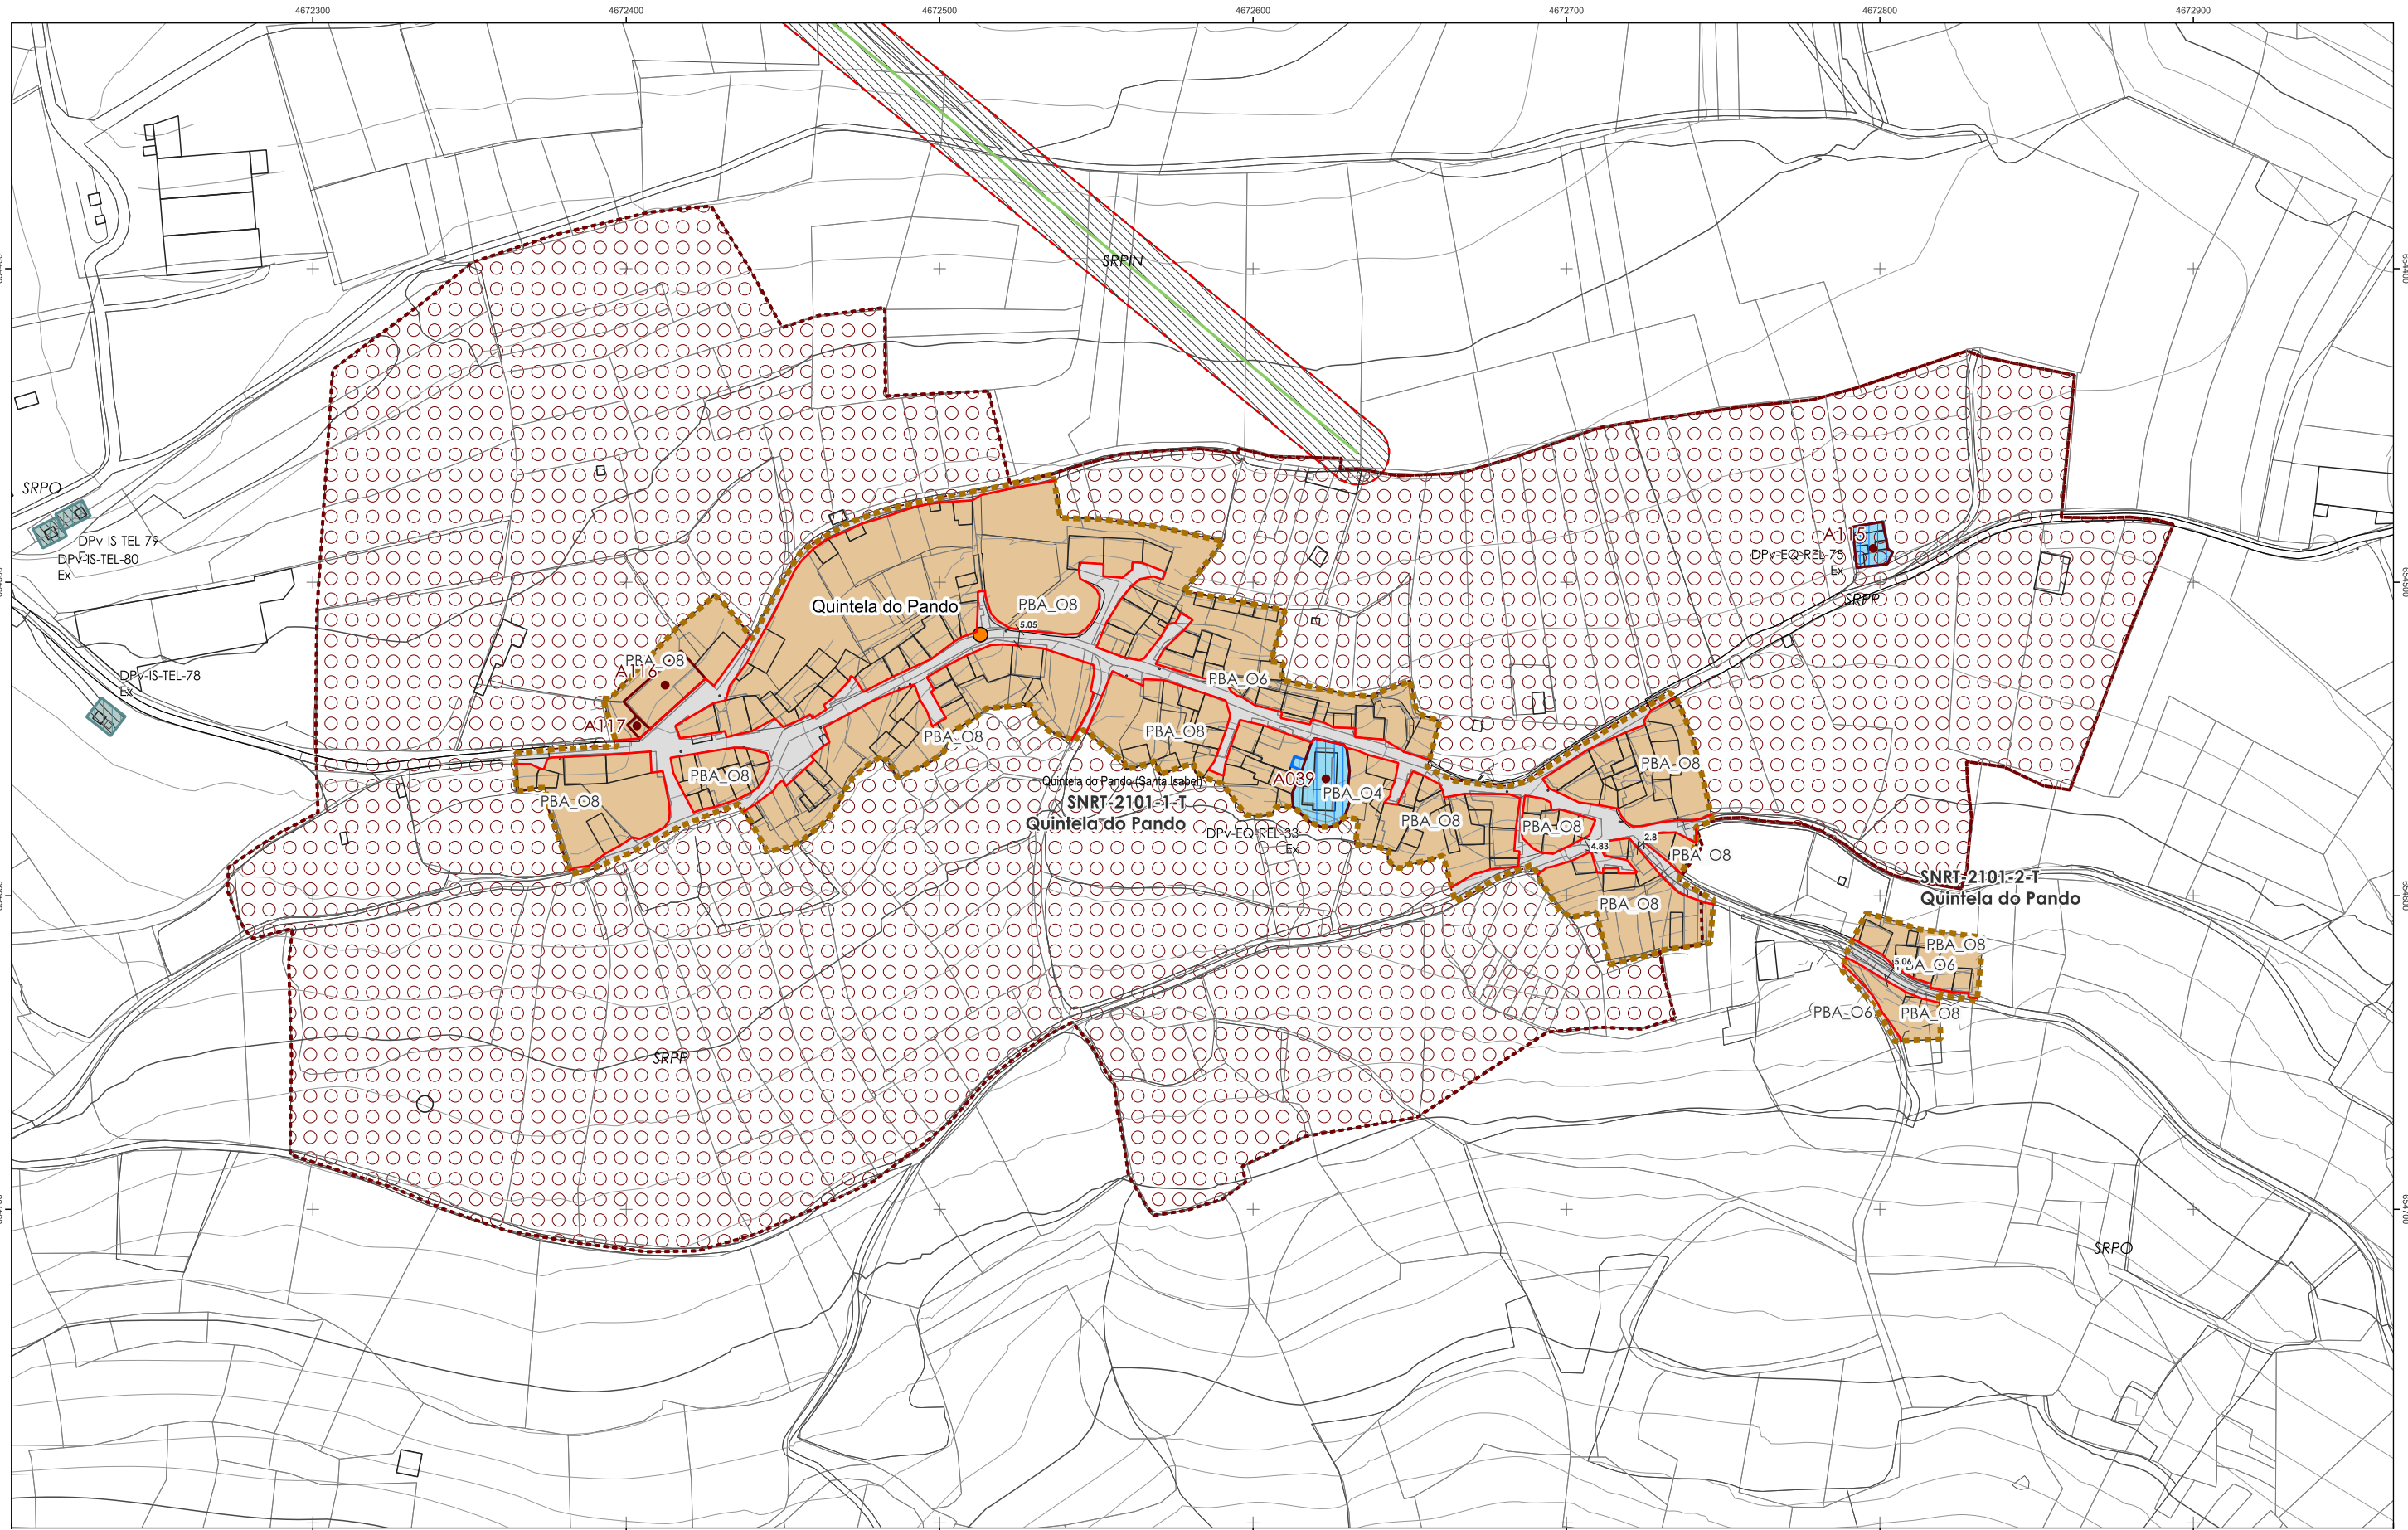 4672300
4672400
4672500
4672600
4672700
4672800
4672900
SRPIN
SRPO
DPv-IS-TEL-79
Ex
DPv-IS-TEL-80
Ex
A115
DPv-EQ-REL-75
Ex
SRPP
Quintela do Pando
PBA_O8
5.05
PBA_O8
A116
DPv-IS-TEL-78
Ex
PBA_O6
A117
PBA_O8
PBA_O8
PBA_O8
PBA_O8
PBA_O8
Quintela do Pando (Santa Isabel)
A039
PBA_O4
SNRT-2101-1-T
Quintela do Pando
DPv-EQ-REL-33
Ex
PBA_O8
PBA_O8
2.8
4.83
PBA_O8
SNRT-2101-2-T
Quintela do Pando
PBA_O8
PBA_O8
5.06
PBA_O6
PBA_O6
PBA_O8
SRPP
654700
SRPO